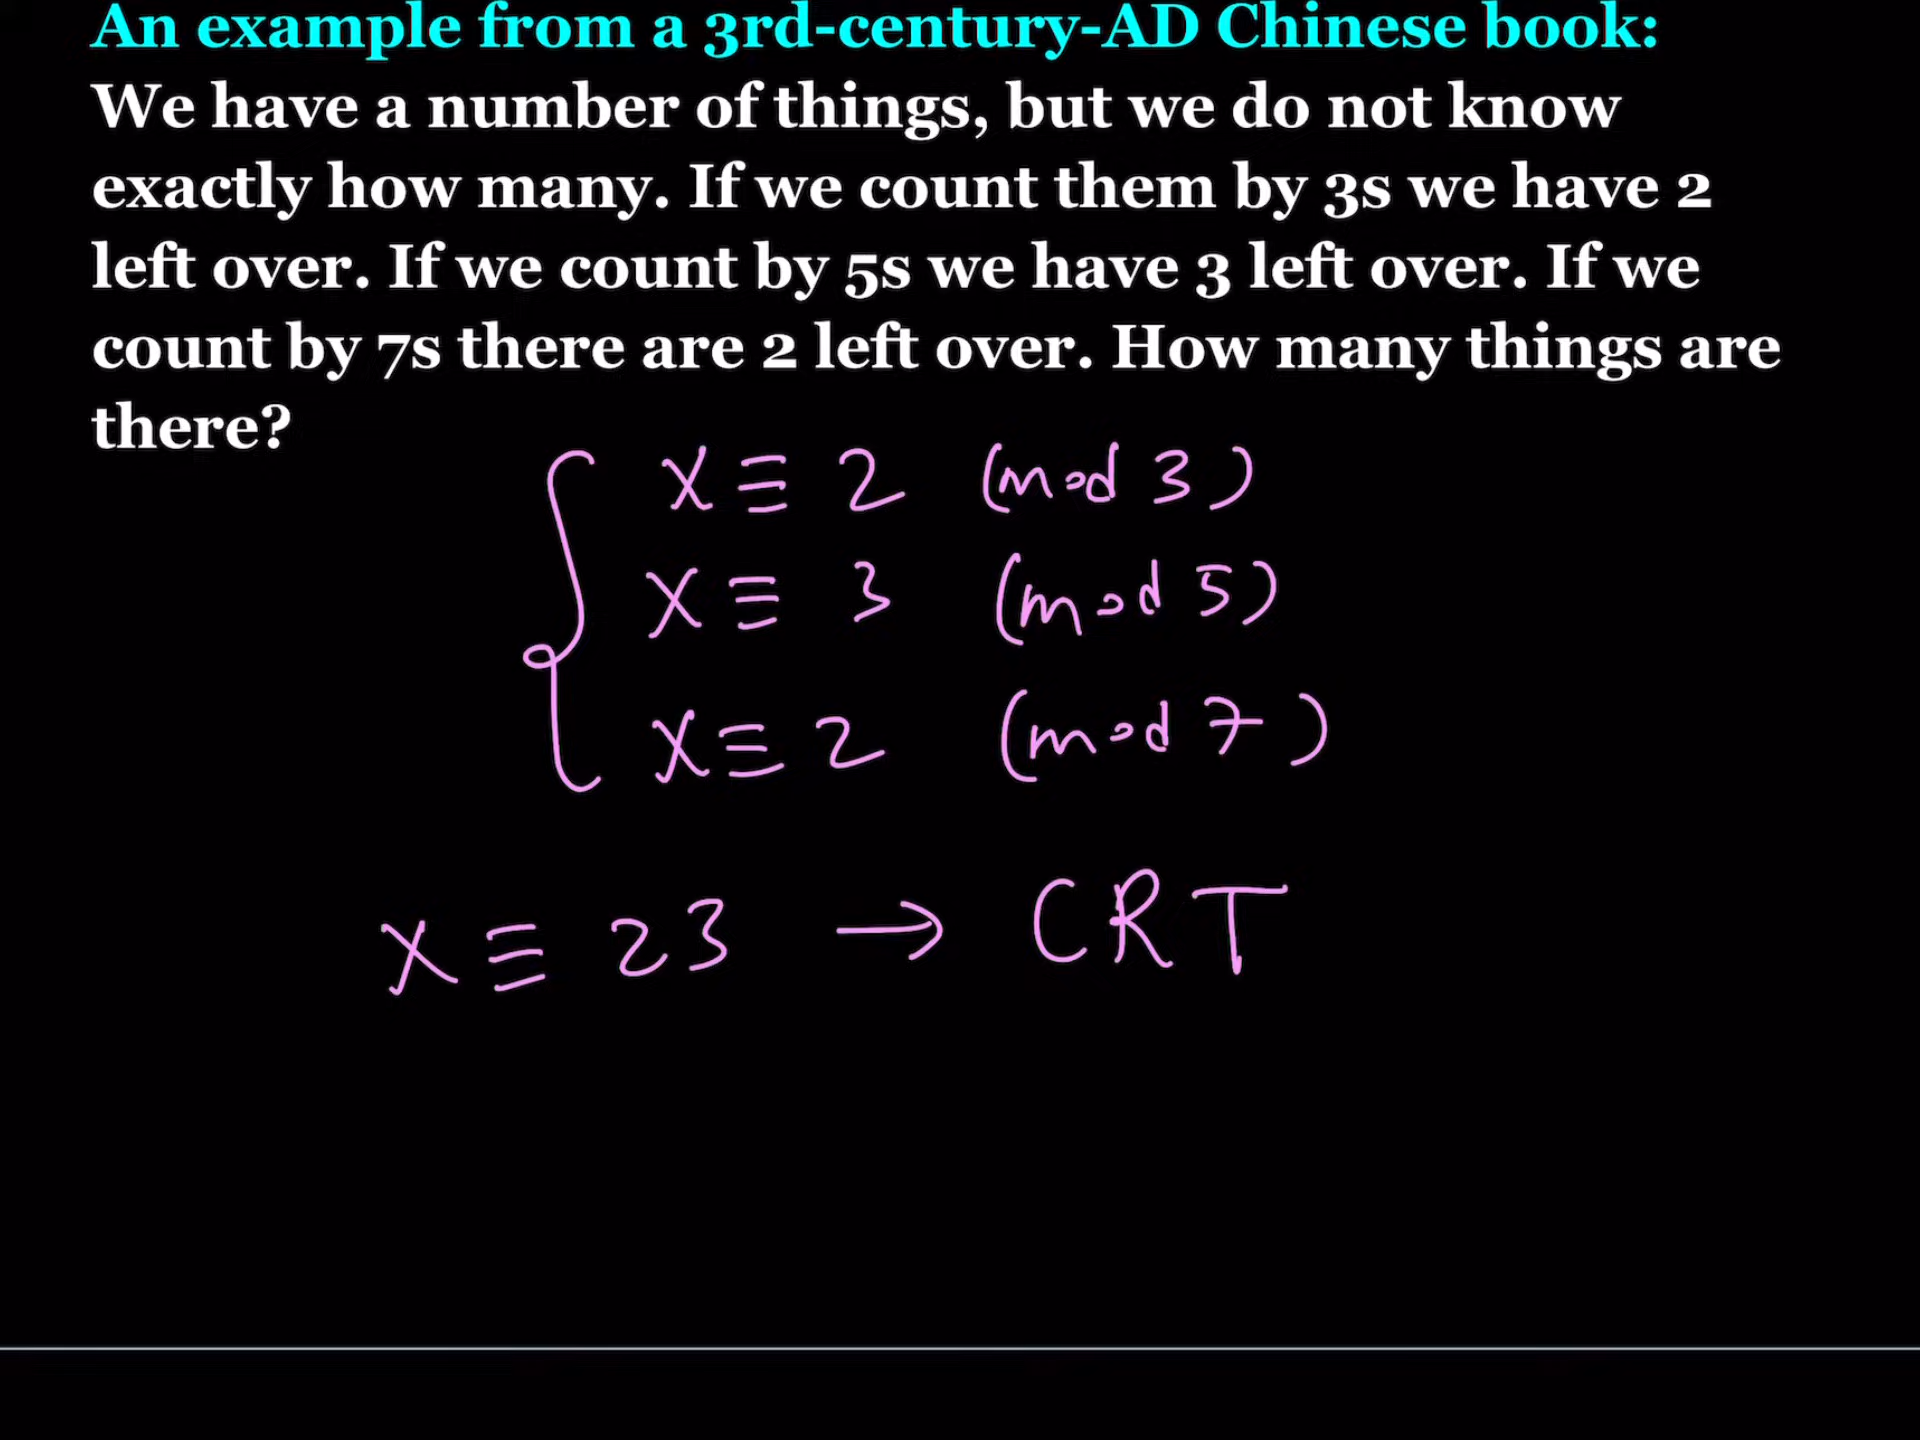 An example from a 3rd-century-AD Chinese book:
We have a number of things, but we do not know
exactly how many. If we count them by 3s we have 2
left over. If we count by 5s we have 3 left over. If we
count by 7s there are 2 left over. How many things are
there?
x ≡ 2 (mod 3)
x ≡ 3 (mod 5)
x ≡ 2 (mod 7)
x ≡ 23 → CRT